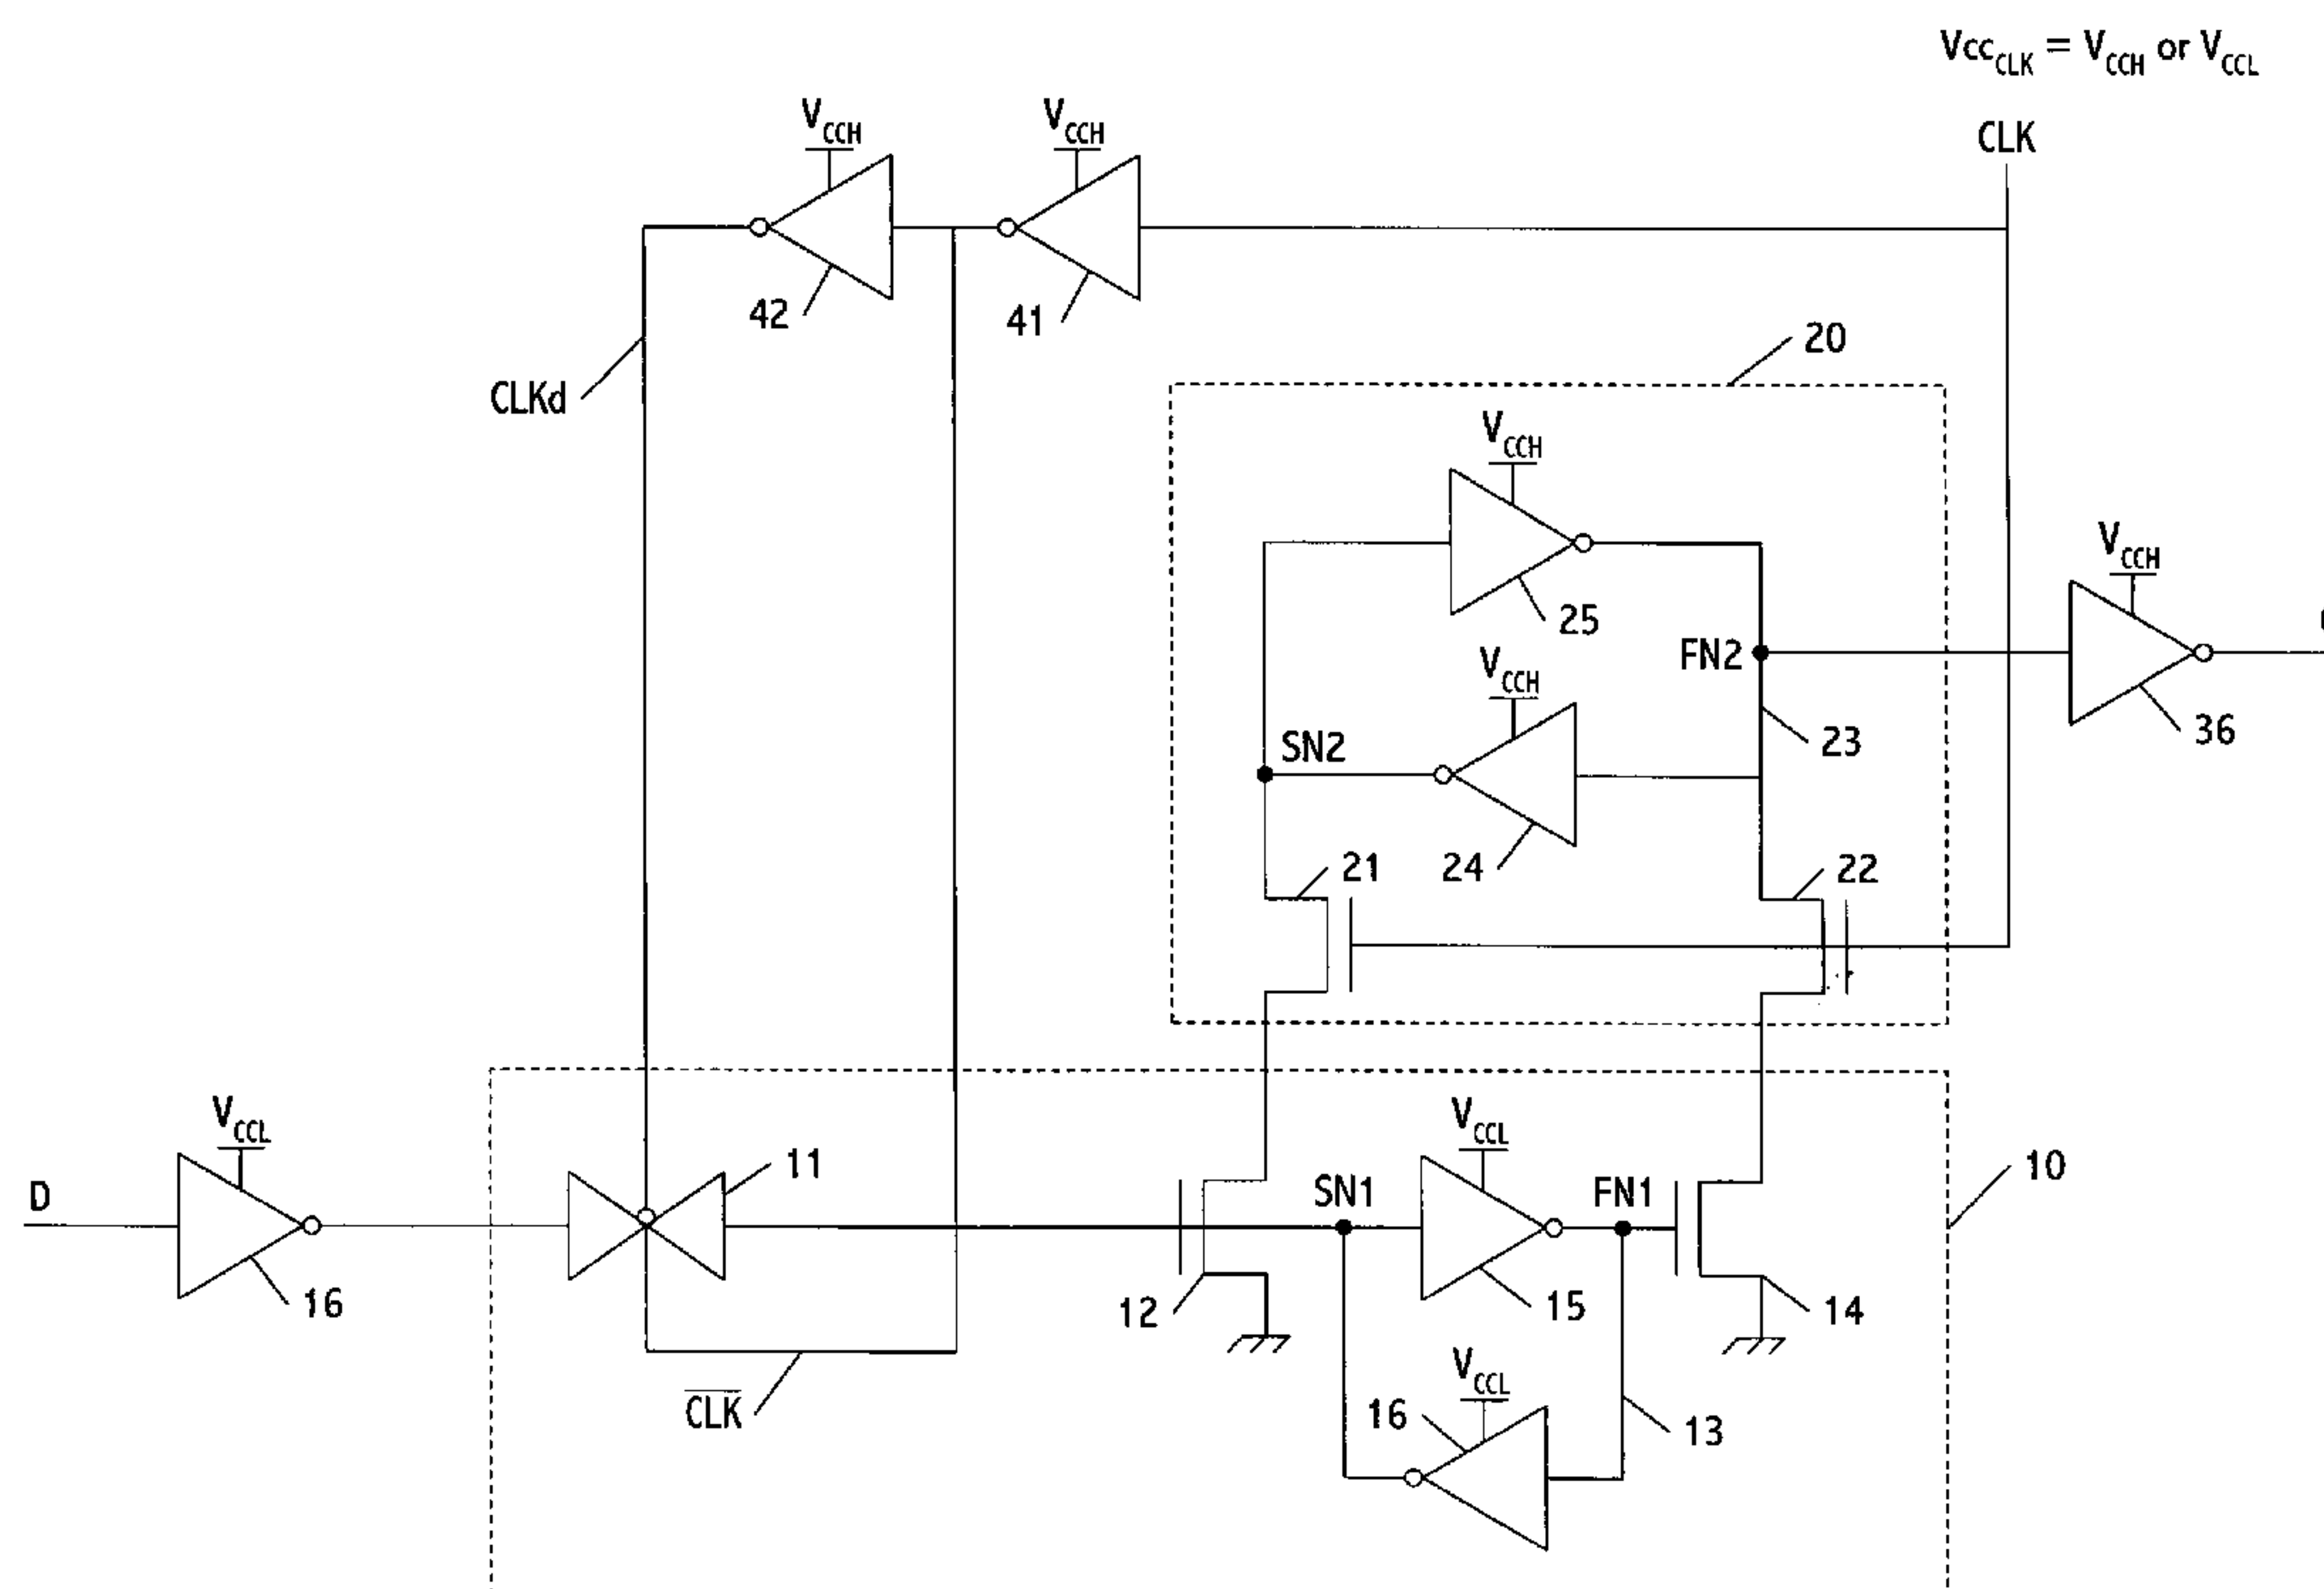 Vcc_CLK = V_CCH or V_CCL
V_CCH
V_CCH
CLK
42
41
20
CLKd
V_CCH
V_CCH
25
FN2
V_CCH
36
SN2
23
24
21
22
V_CCL
V_CCL
11
10
D
SN1
FN1
16
12
15
14
V_CCL
C̅L̅K̅
16
13